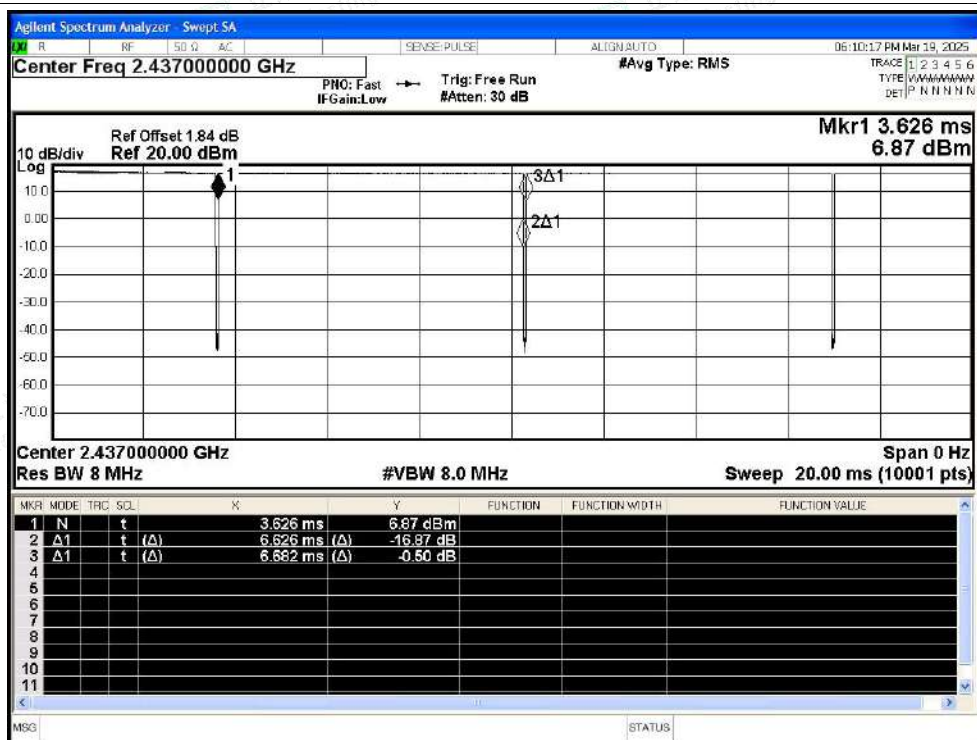 Agilent Spectrum Analyzer - Swept SA
LXI R RF 50 Ω AC SENSE:PULSE ALIGNAUTO 06:10:17 PM Mar 19, 2025
Center Freq 2.437000000 GHz
#Avg Type: RMS
TRACE 1 2 3 4 5 6
TYPE
DET P N N N N N
PNO: Fast
IFGain:Low
Trig: Free Run
#Atten: 30 dB
Mkr1 3.626 ms
6.87 dBm
Ref Offset 1.84 dB
10 dB/div Ref 20.00 dBm
Log
1
3Δ1
2Δ1
10.0
0.00
-10.0
-20.0
-30.0
-40.0
-50.0
-60.0
-70.0
Center 2.437000000 GHz Span 0 Hz
Res BW 8 MHz #VBW 8.0 MHz Sweep 20.00 ms (10001 pts)
MKR MODE TRC SCL X Y FUNCTION FUNCTION WIDTH FUNCTION VALUE
1 N t 3.626 ms 6.87 dBm
2 Δ1 t (Δ) 6.626 ms (Δ) -16.87 dB
3 Δ1 t (Δ) 6.682 ms (Δ) -0.50 dB
4
5
6
7
8
9
10
11
MSG STATUS